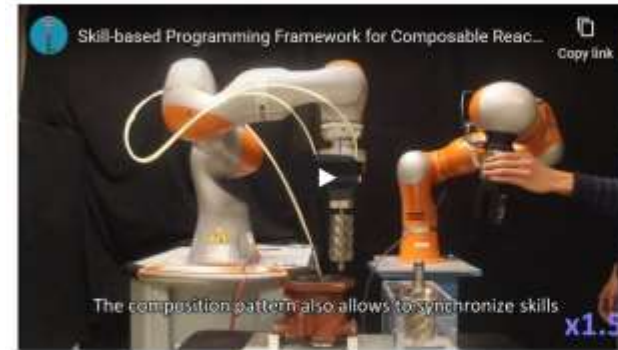 Skill-based Programming Framework for Composable Reac...
Copy link
The composition pattern also allows to synchronize skills
x1.5